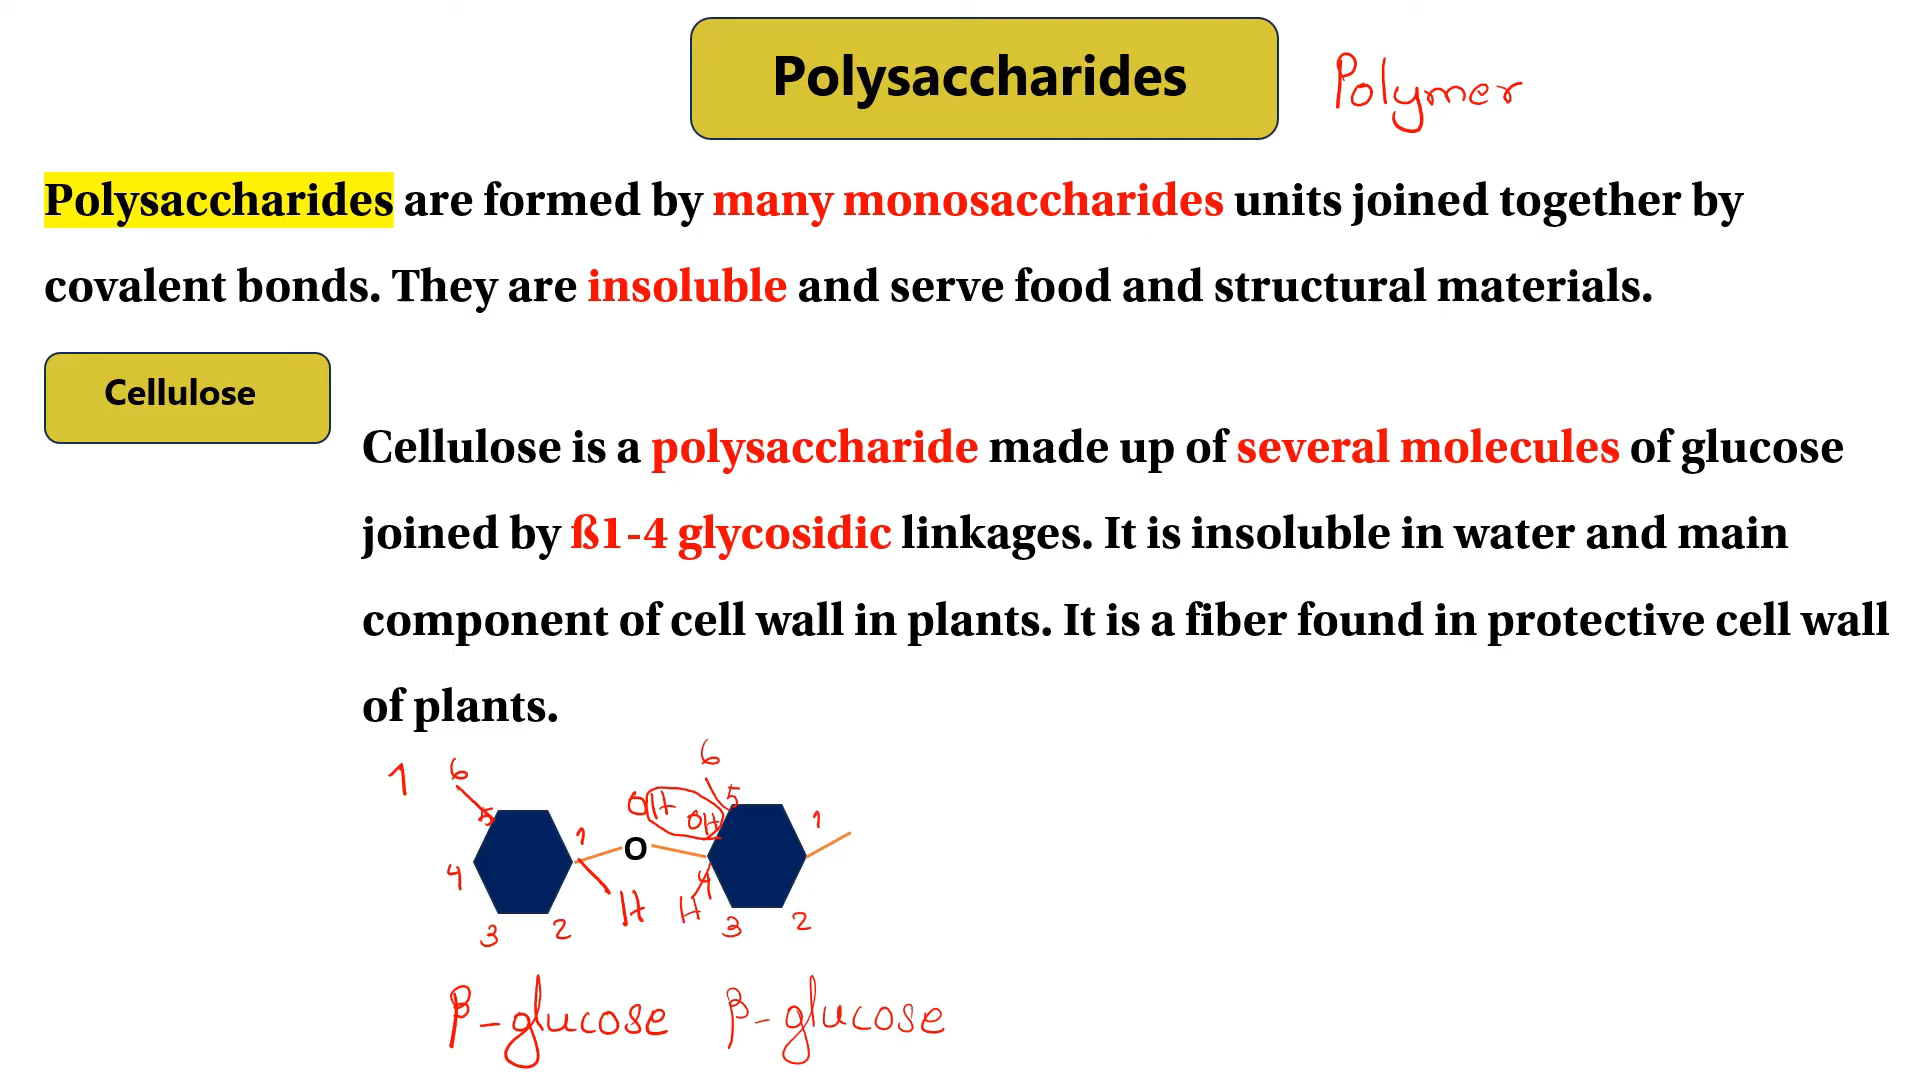 Polysaccharides
Polymer
Polysaccharides are formed by many monosaccharides units joined together by
covalent bonds. They are insoluble and serve food and structural materials.
Cellulose
Cellulose is a polysaccharide made up of several molecules of glucose
joined by ß1-4 glycosidic linkages. It is insoluble in water and main
component of cell wall in plants. It is a fiber found in protective cell wall
of plants.
1 6 6
5 OH OH 5
1 O 1
4 H H 4
3 2 3 2
β-glucose β-glucose